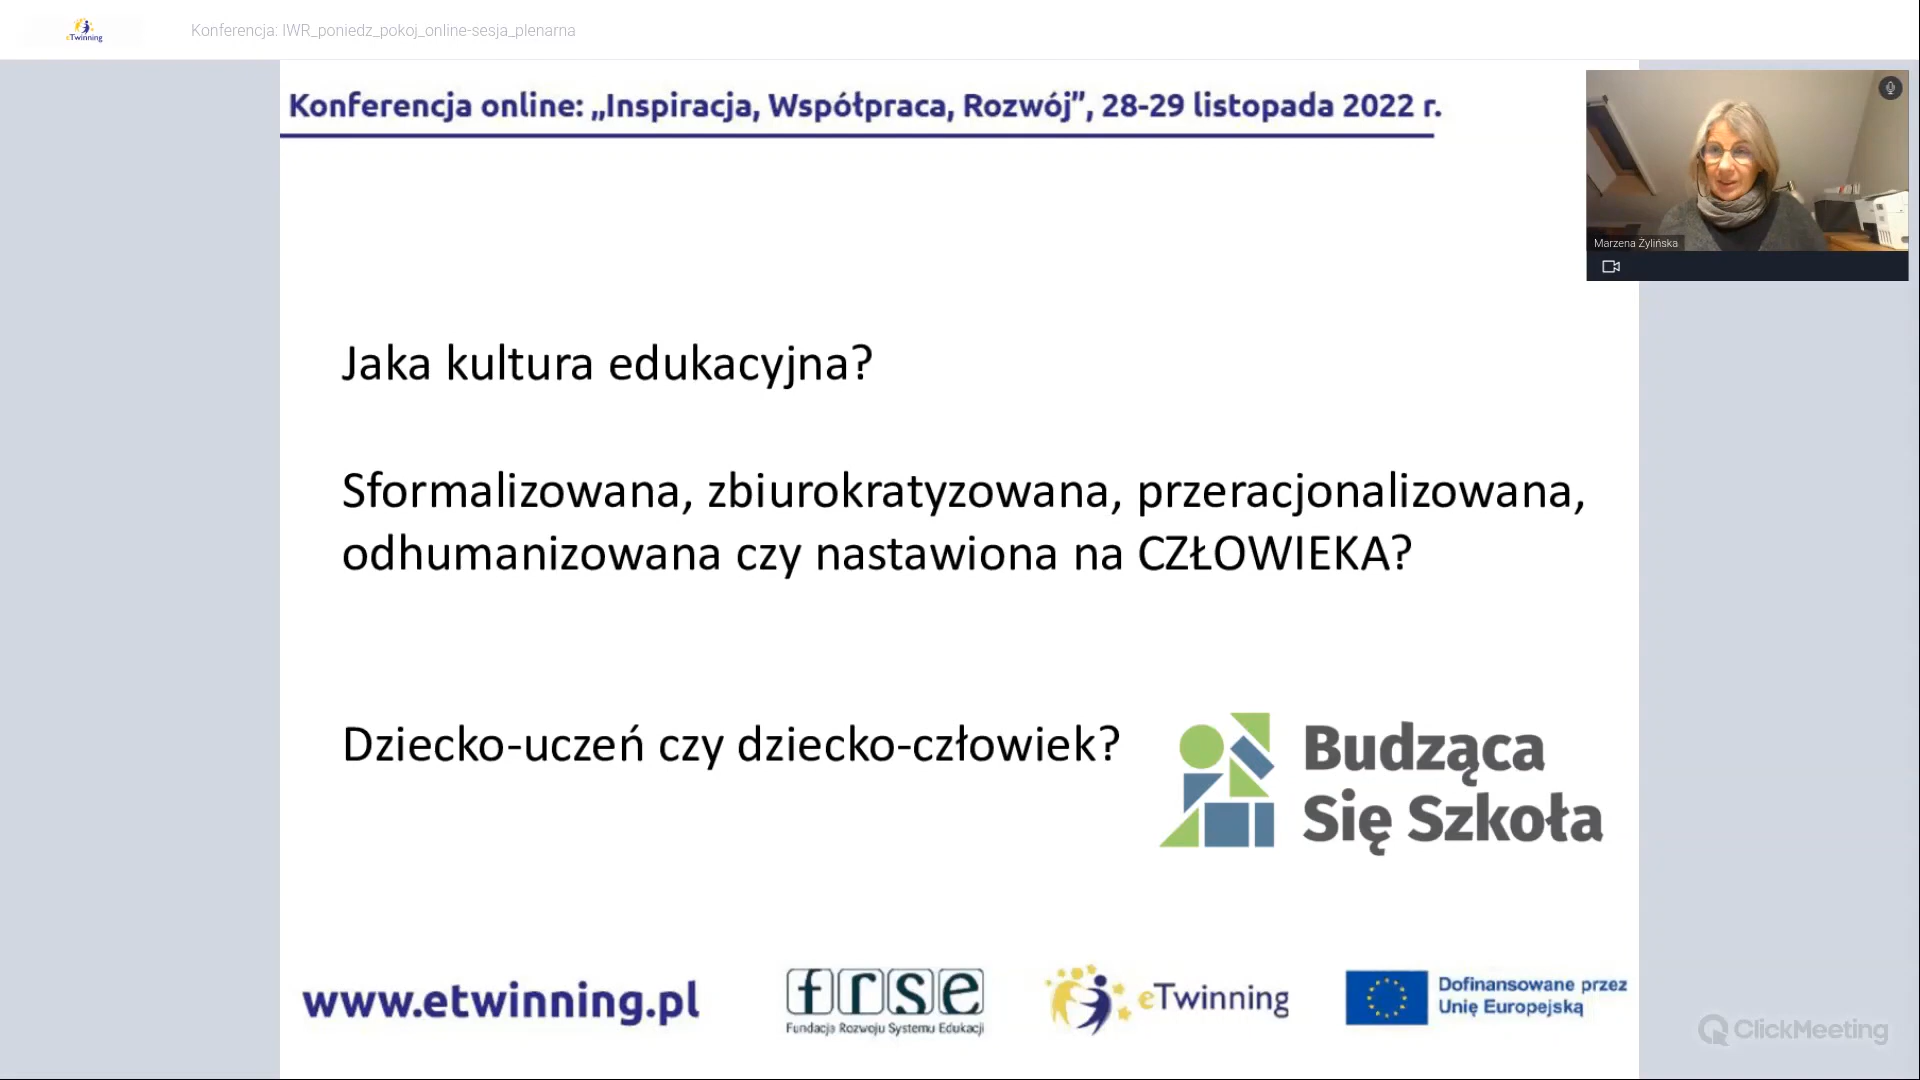 eTwinning
Konferencja: IWR_poniedz_pokoj_online-sesja_plenarna
Konferencja online: „Inspiracja, Współpraca, Rozwój”, 28-29 listopada 2022 r.
Marzena Żylińska
Jaka kultura edukacyjna?
Sformalizowana, zbiurokratyzowana, przeracjonalizowana,
odhumanizowana czy nastawiona na CZŁOWIEKA?
Dziecko-uczeń czy dziecko-człowiek?
Budząca
Się Szkoła
www.etwinning.pl
frse
Fundacja Rozwoju Systemu Edukacji
eTwinning
Dofinansowane przez
Unię Europejską
ClickMeeting